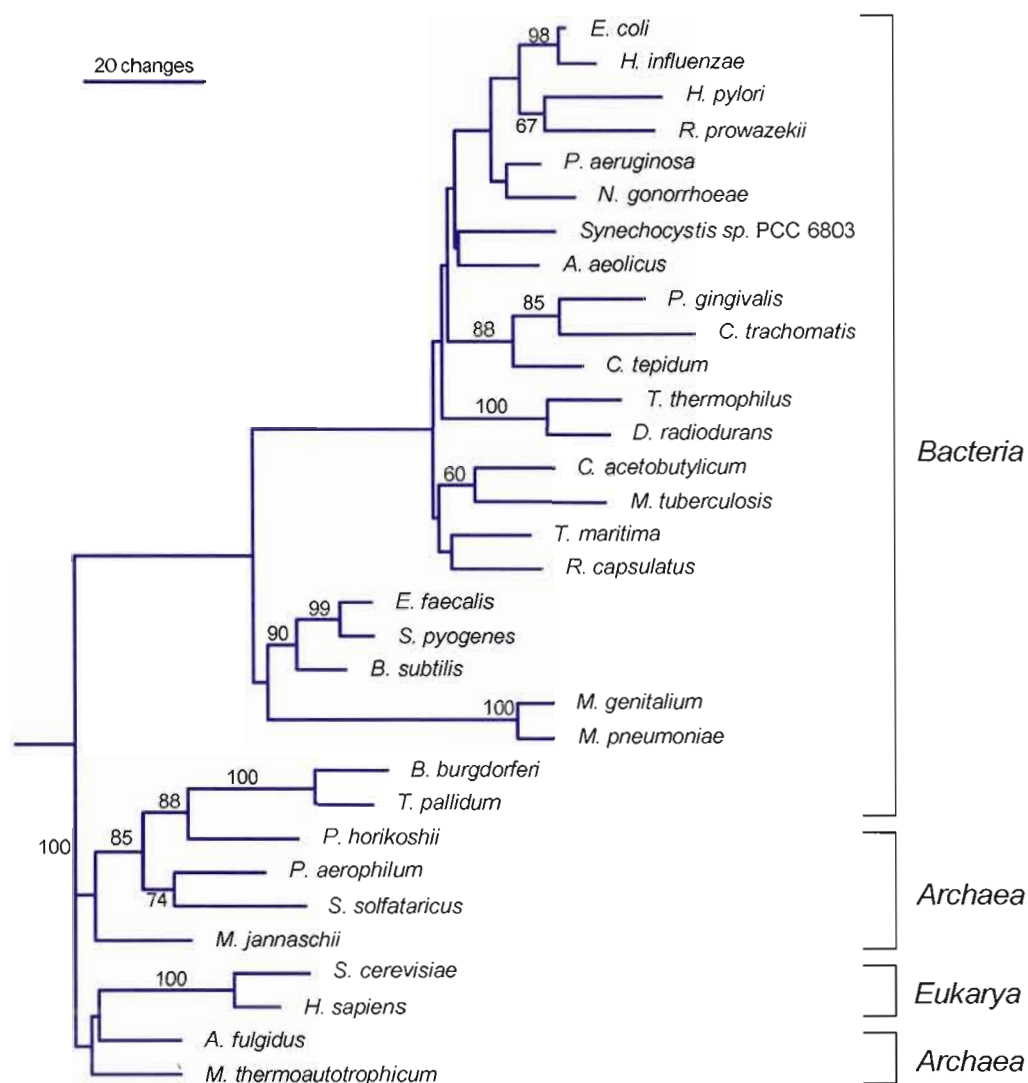 98
E. coli
20 changes
H. influenzae
H. pylori
67
R. prowazekii
P. aeruginosa
N. gonorrhoeae
Synechocystis sp. PCC 6803
A. aeolicus
85
P. gingivalis
88
C. trachomatis
C. tepidum
100
T. thermophilus
D. radiodurans
Bacteria
60
C. acetobutylicum
M. tuberculosis
T. maritima
R. capsulatus
99
E. faecalis
90
S. pyogenes
B. subtilis
100
M. genitalium
M. pneumoniae
100
B. burgdorferi
88
T. pallidum
85
P. horikoshii
100
P. aerophilum
74
S. solfataricus
Archaea
M. jannaschii
100
S. cerevisiae
H. sapiens
Eukarya
A. fulgidus
M. thermoautotrophicum
Archaea